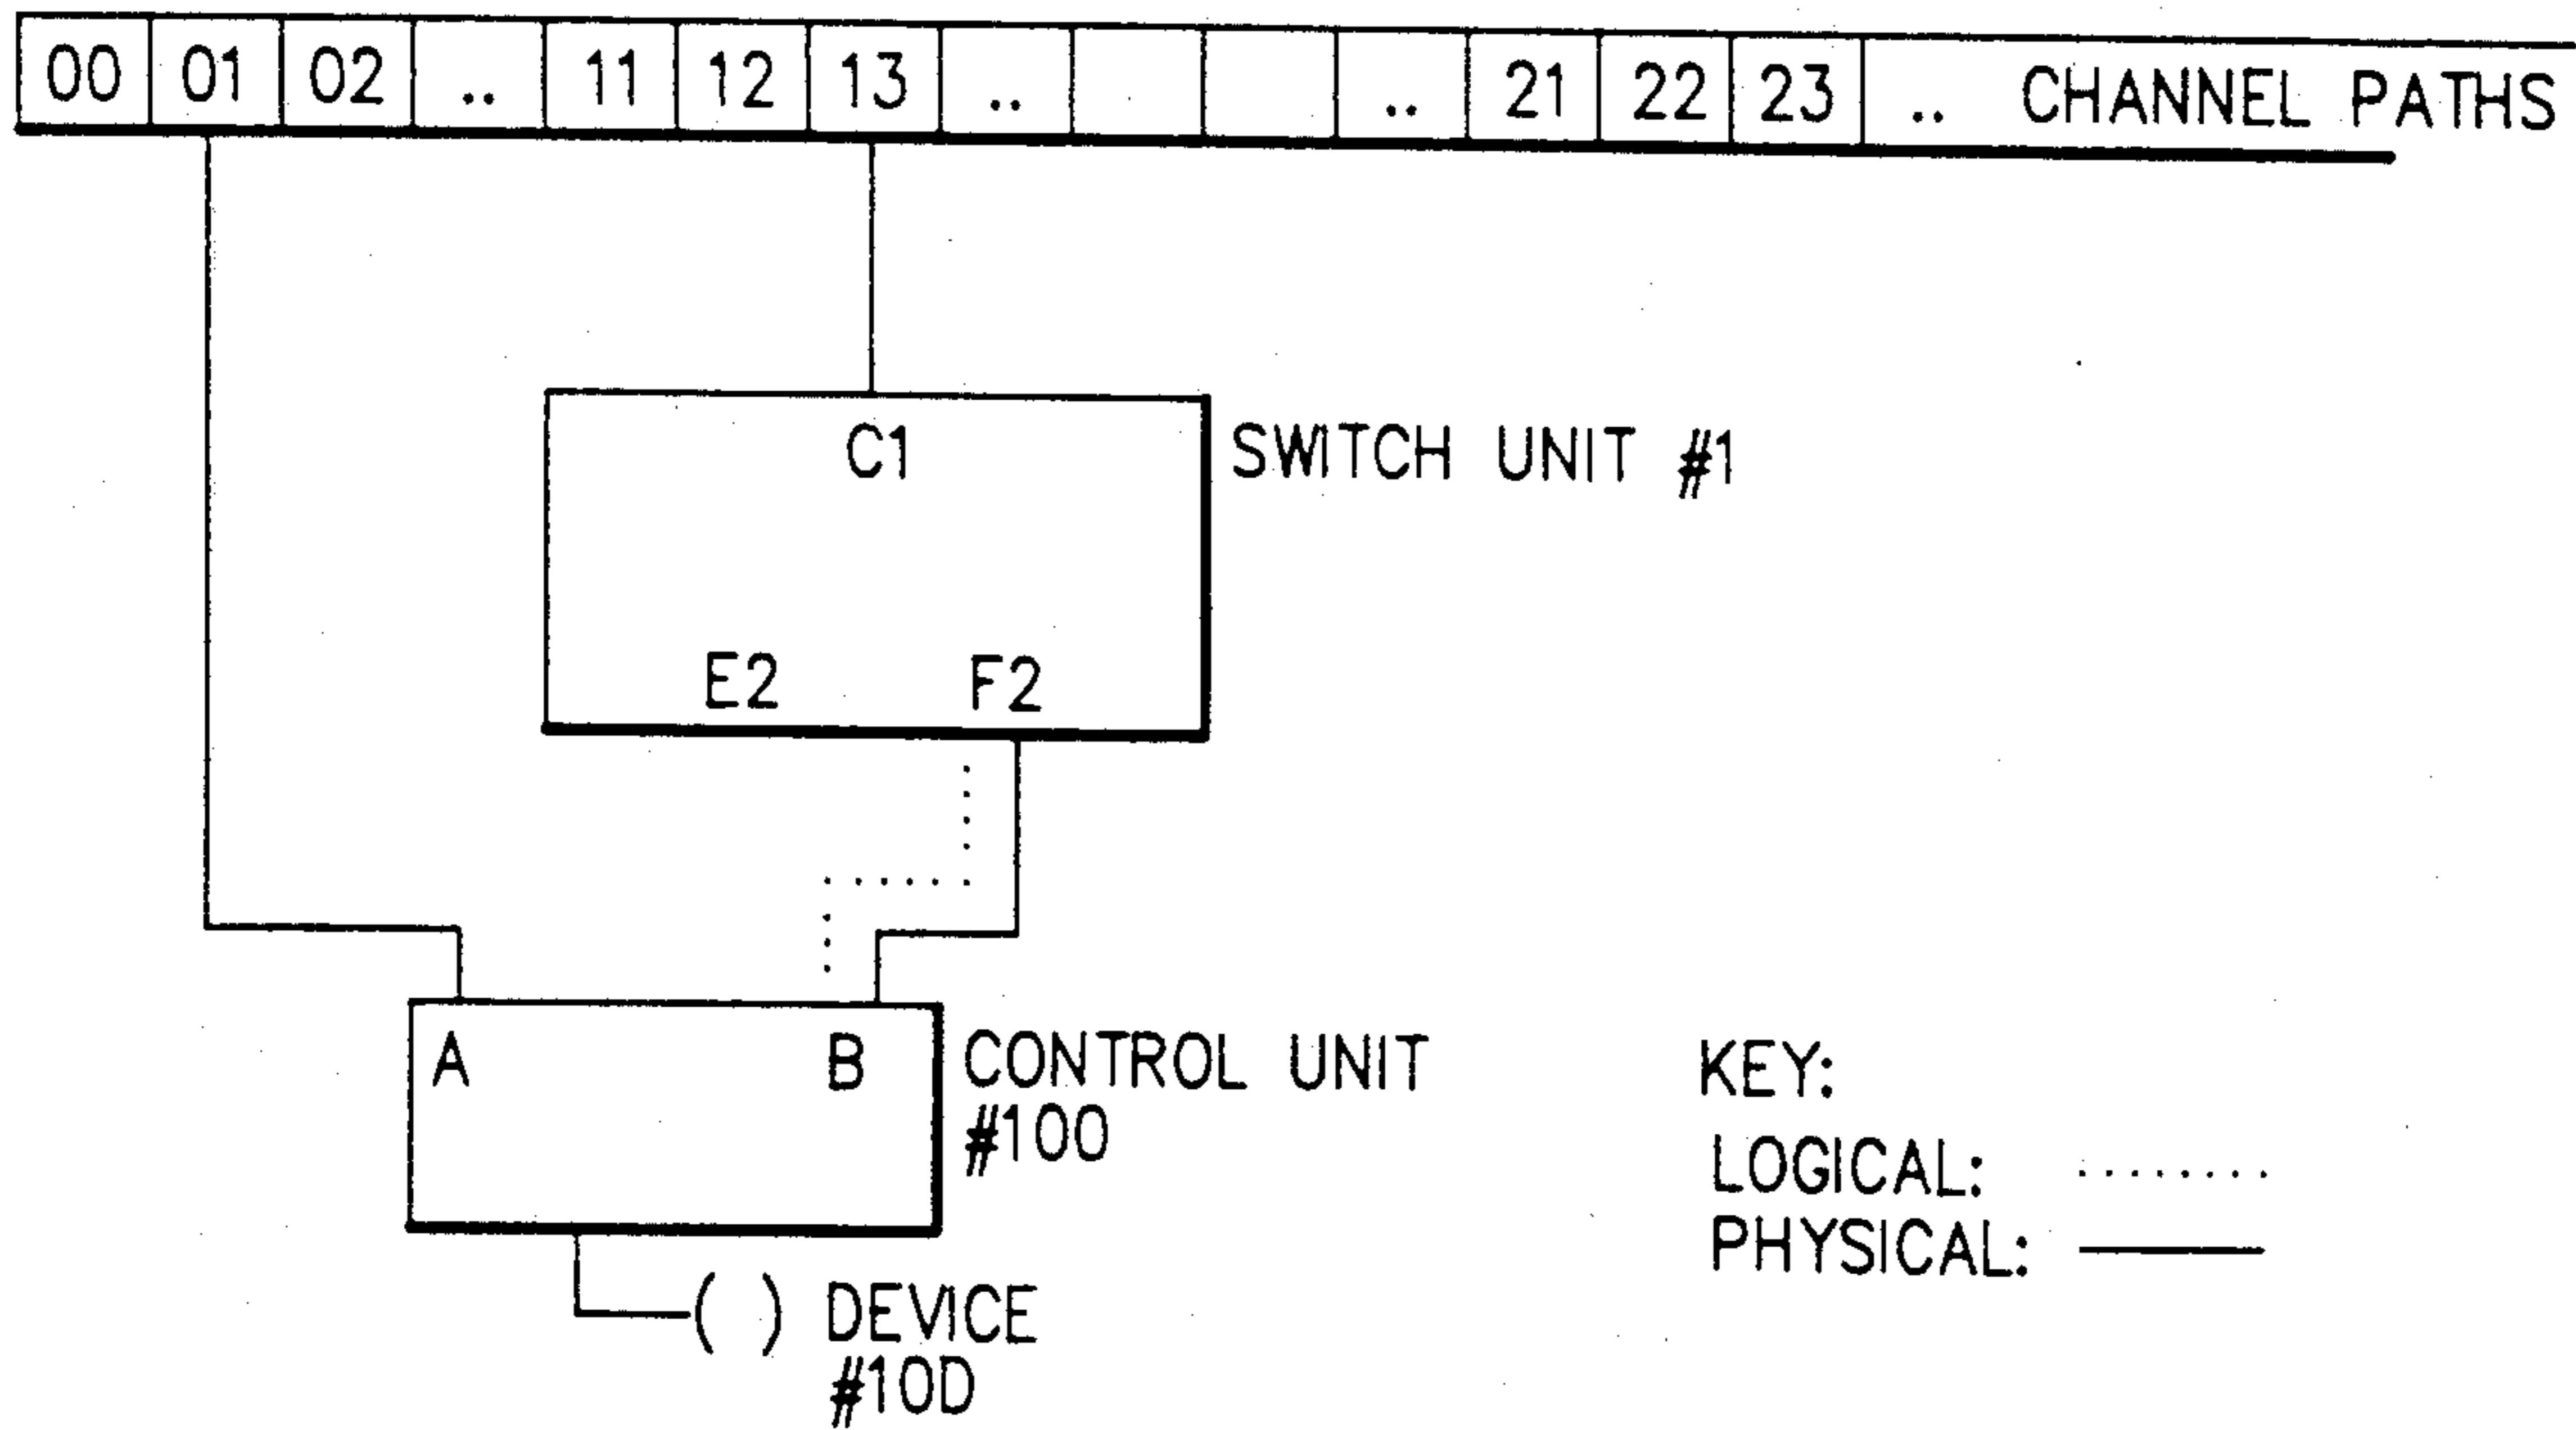 00 01 02 .. 11 12 13 .. .. 21 22 23 .. CHANNEL PATHS
C1
SWITCH UNIT #1
E2 F2
A B
CONTROL UNIT
#100
DEVICE
#10D
KEY:
LOGICAL:
PHYSICAL: